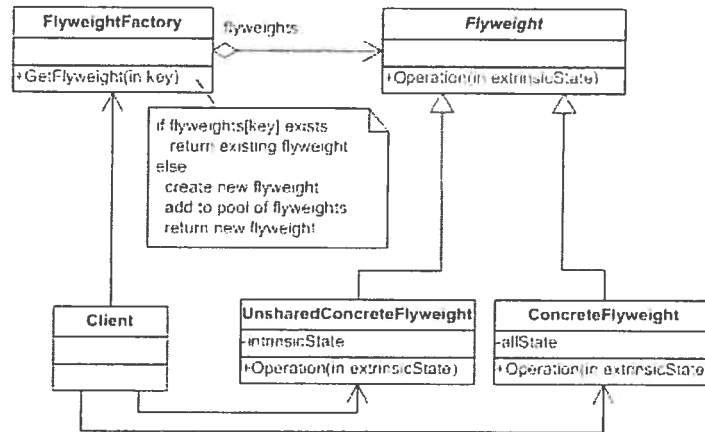 FlyweightFactory
+GetFlyweight(in key)
flyweights
Flyweight
+Operation(in extrinsicState)
if flyweights[key] exists
return existing flyweight
else
create new flyweight
add to pool of flyweights
return new flyweight
Client
UnsharedConcreteFlyweight
-intrinsicState
+Operation(in extrinsicState)
ConcreteFlyweight
-allState
+Operation(in extrinsicState